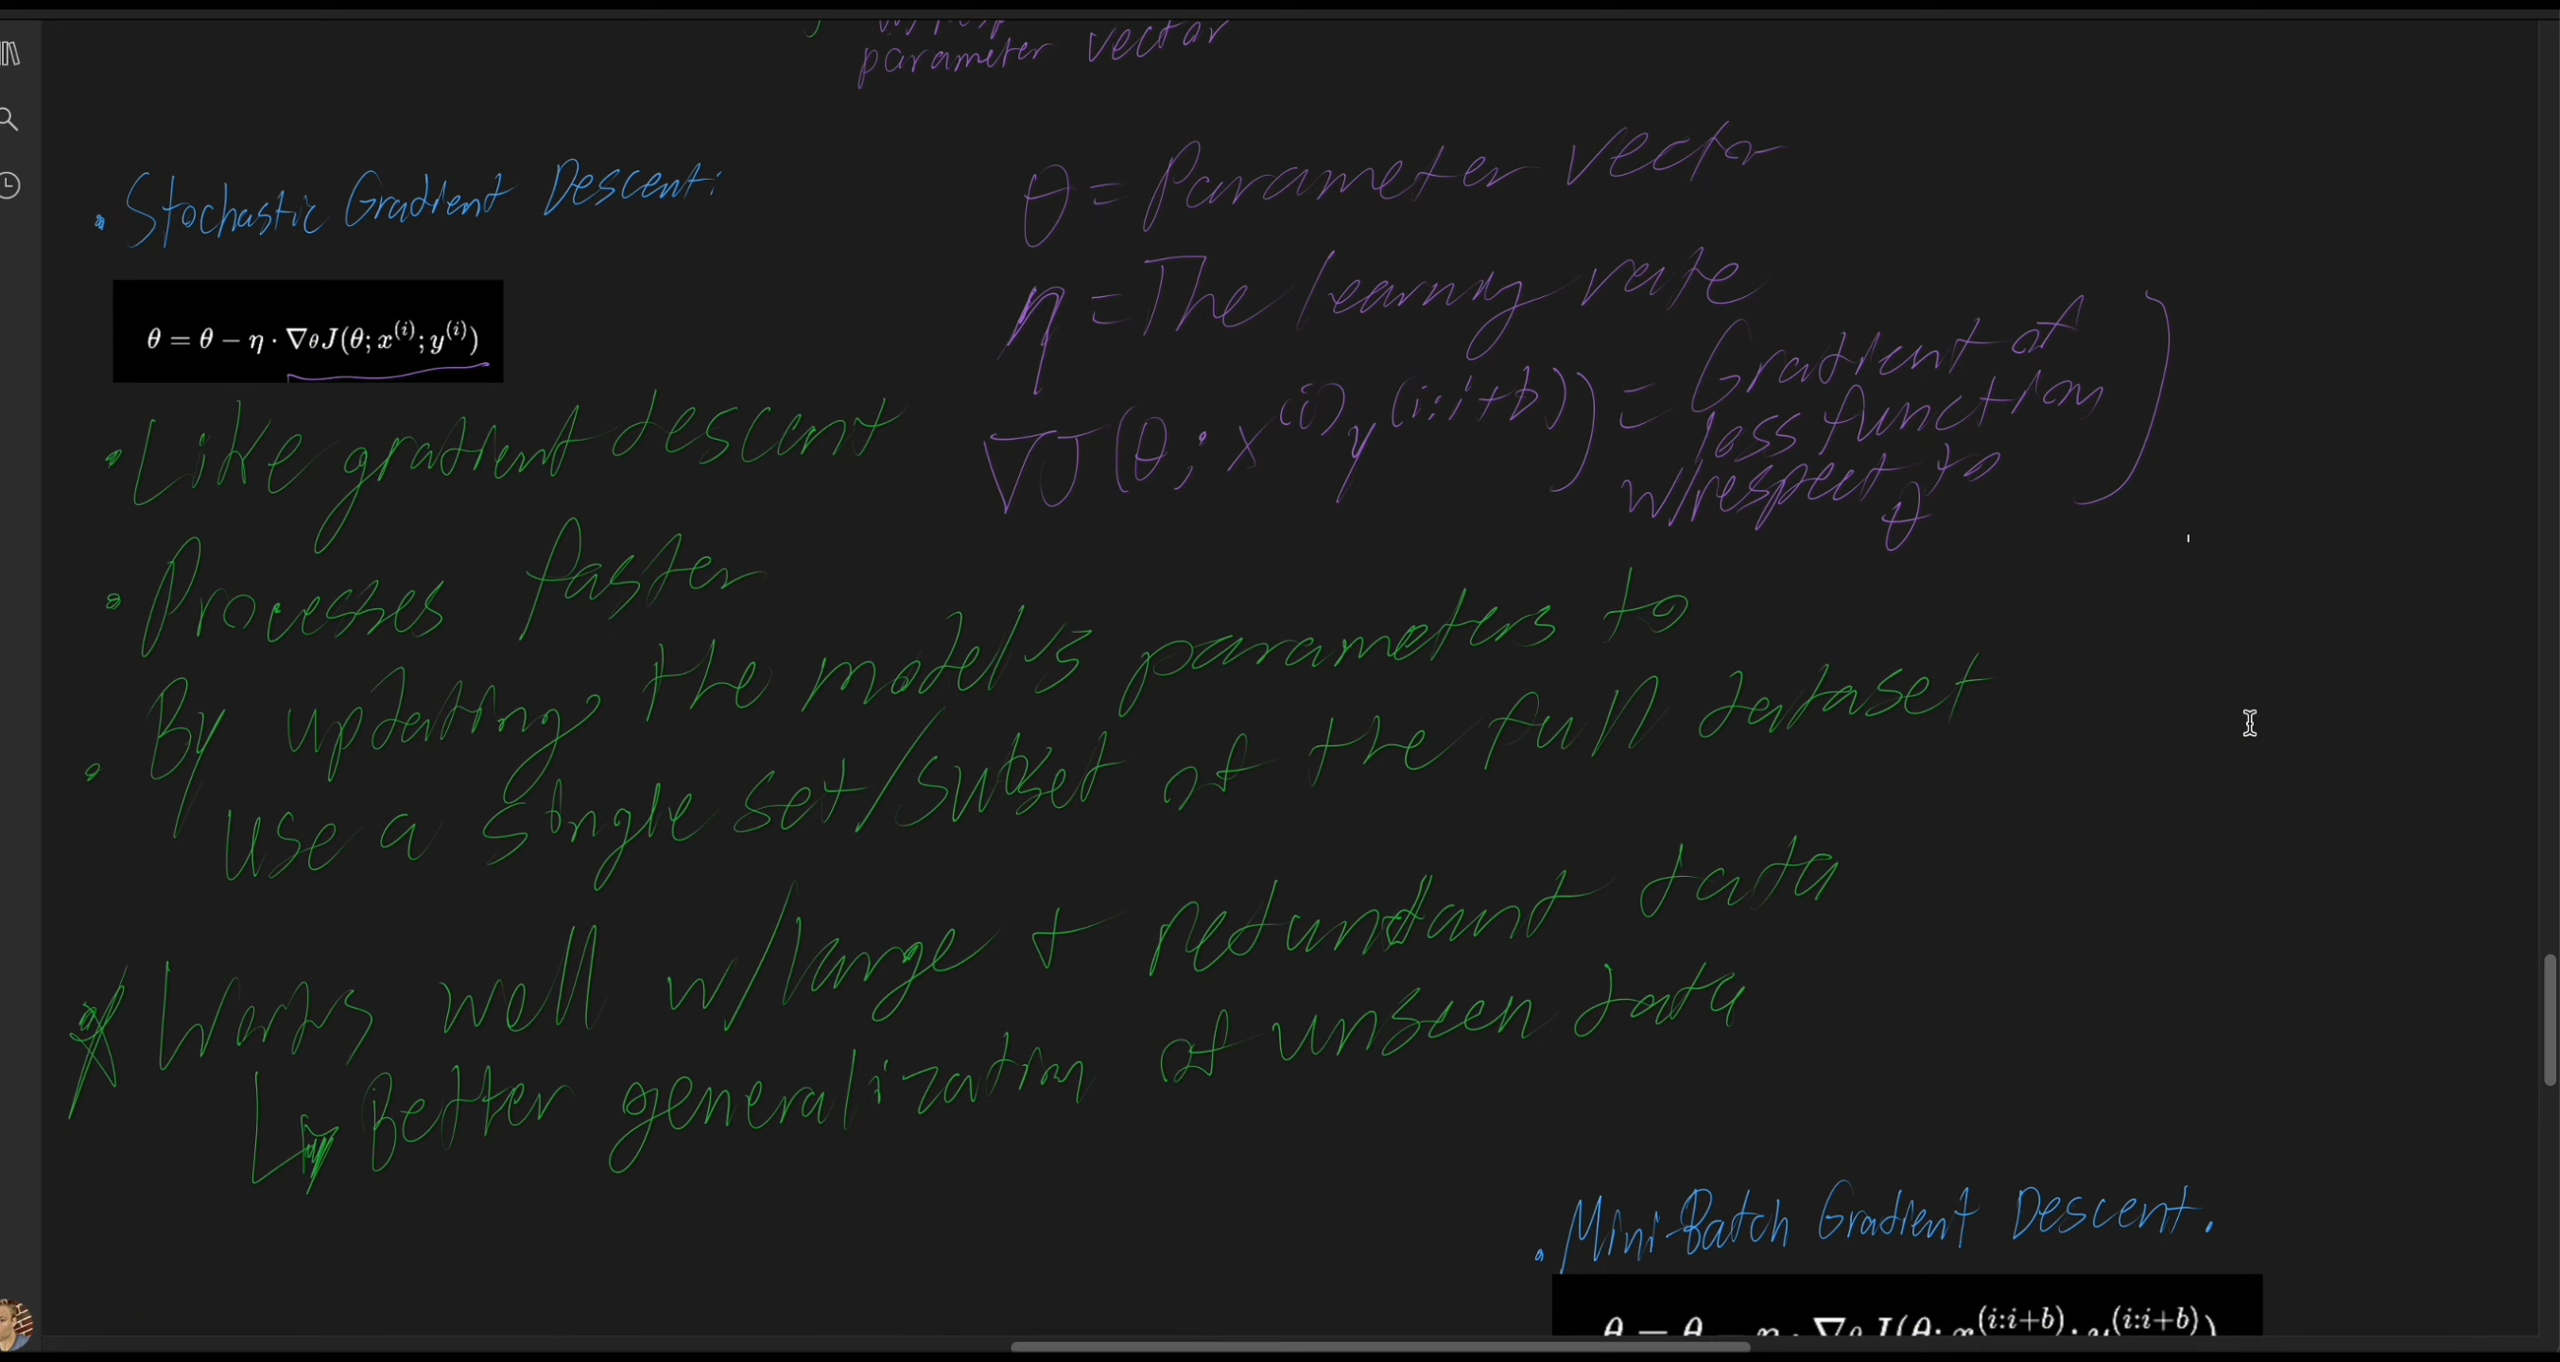 parameter vector
• Stochastic Gradient Descent:
θ = θ − η · ∇θJ(θ; x⁽ⁱ⁾; y⁽ⁱ⁾)
θ = Parameter vector
η = The learning rate
∇J(θ; x⁽ⁱ⁾ y⁽ⁱ:ⁱ⁺ᵇ⁾) = Gradient of
loss function
w/respect to
θ
• Like gradient descent
• Processes faster
• By updating the model's parameters to
use a single set/subset of the full dataset
* Works well w/large + redundant data
↳ Better generalization of unseen data
• Mini-Batch Gradient Descent.
θ = θ − η · ∇θJ(θ; x⁽ⁱ:ⁱ⁺ᵇ⁾; y⁽ⁱ:ⁱ⁺ᵇ⁾)